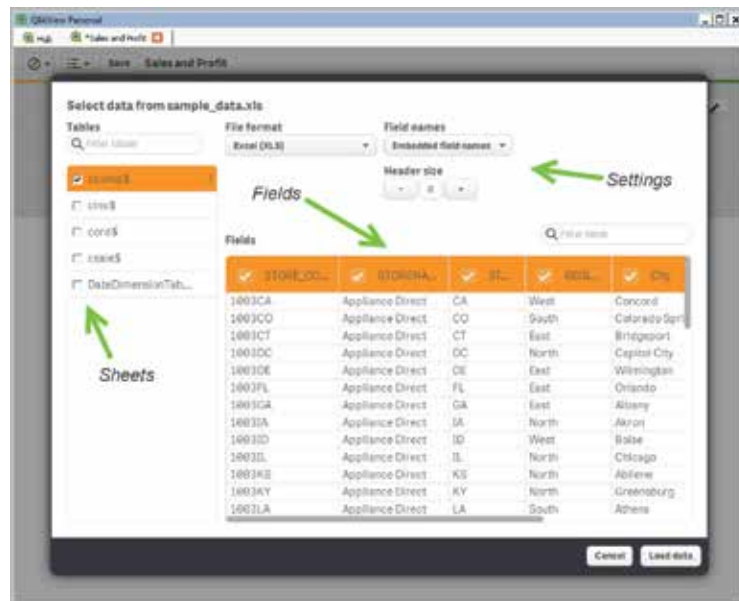 QlikView Personal
Hub *Sales and Profit
Save Sales and Profit
Select data from sample_data.xls
Tables File format Field names
Filter tables Excel (XLS) Embedded field names
Header size
- 0 +
Settings
Fields
Fields
DateDimensionTab...
Sheets
STORE_CO... STORENA... ST... REGI... City
1003CA Appliance Direct CA West Concord
1003CO Appliance Direct CO South Colorado Spri
1003CT Appliance Direct CT East Bridgeport
1003DC Appliance Direct DC North Capitol City
1003DE Appliance Direct DE East Wilmington
1003FL Appliance Direct FL East Orlando
1003GA Appliance Direct GA East Albany
1003IA Appliance Direct IA North Akron
1003ID Appliance Direct ID West Boise
1003IL Appliance Direct IL North Chicago
1003KS Appliance Direct KS North Abilene
1003KY Appliance Direct KY North Greensburg
1003LA Appliance Direct LA South Athens
Cancel Load data